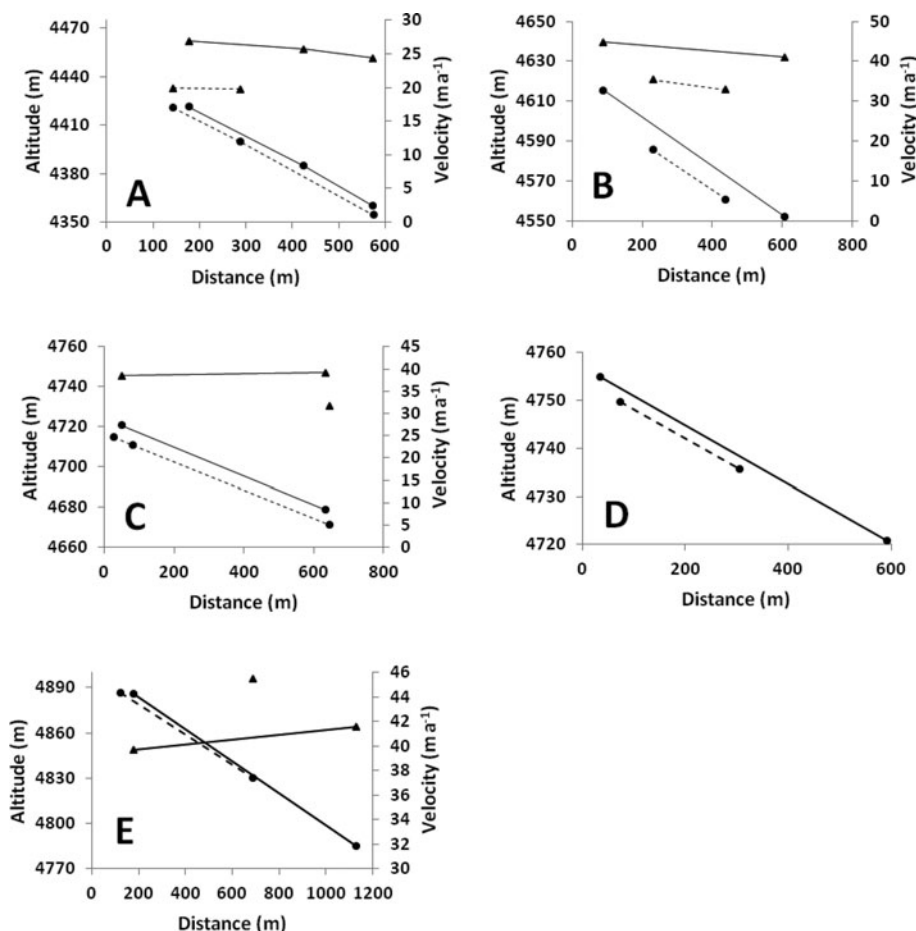 4470
4440
4410
4380
4350
Altitude (m)
30
25
20
15
10
5
0
Velocity (m a⁻¹)
A
0 100 200 300 400 500 600
Distance (m)
4650
4630
4610
4590
4570
4550
Altitude (m)
50
40
30
20
10
0
Velocity (m a⁻¹)
B
0 200 400 600 800
Distance (m)
4760
4740
4720
4700
4680
4660
Altitude (m)
45
40
35
30
25
20
15
10
5
0
Velocity (m a⁻¹)
C
0 200 400 600 800
Distance (m)
4760
4750
4740
4730
4720
Altitude (m)
D
0 200 400 600
Distance (m)
4890
4860
4830
4800
4770
Altitude (m)
46
44
42
40
38
36
34
32
30
Velocity (m a⁻¹)
E
0 200 400 600 800 1000 1200
Distance (m)